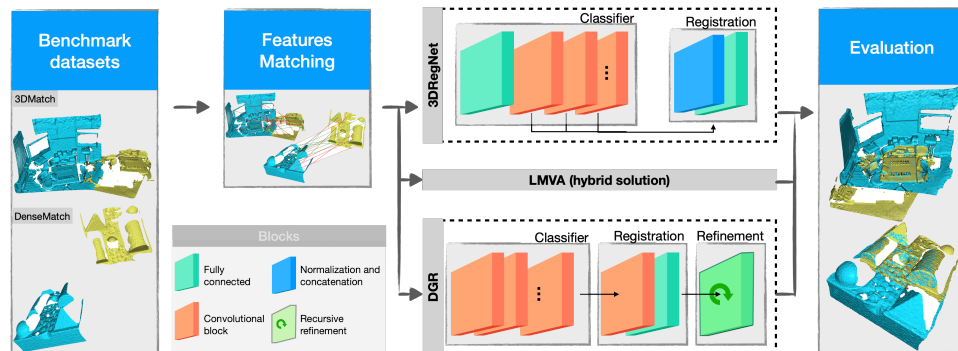 Benchmark
datasets
3DMatch
DenseMatch
Features
Matching
Blocks
Fully
connected
Normalization and
concatenation
Convolutional
block
Recursive
refinement
3DRegNet
Classifier
Registration
...
LMVA (hybrid solution)
DGR
Classifier
Registration
Refinement
...
Evaluation